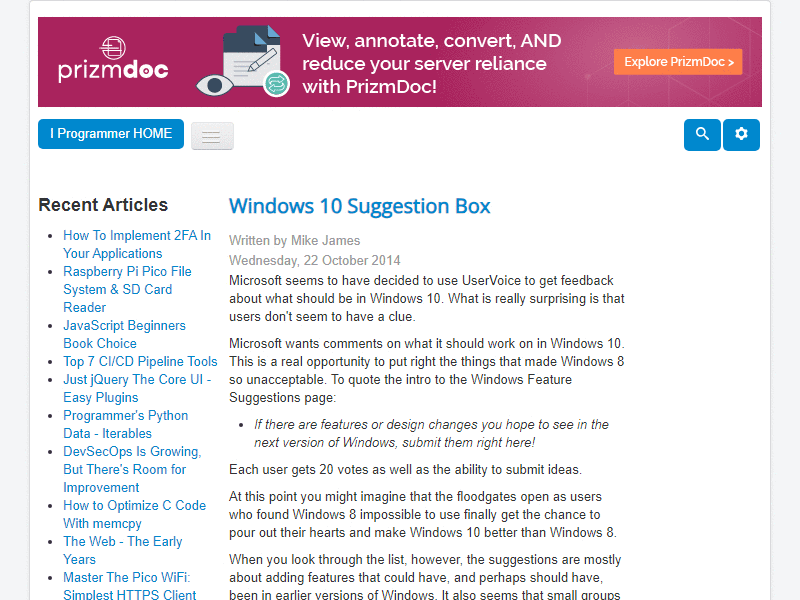 prizmdoc
View, annotate, convert, AND
reduce your server reliance
with PrizmDoc!
Explore PrizmDoc >
I Programmer HOME
Recent Articles
How To Implement 2FA In
Your Applications
Raspberry Pi Pico File
System & SD Card
Reader
JavaScript Beginners
Book Choice
Top 7 CI/CD Pipeline Tools
Just jQuery The Core UI -
Easy Plugins
Programmer's Python
Data - Iterables
DevSecOps Is Growing,
But There's Room for
Improvement
How to Optimize C Code
With memcpy
The Web - The Early
Years
Master The Pico WiFi:
Simplest HTTPS Client
Windows 10 Suggestion Box
Written by Mike James
Wednesday, 22 October 2014
Microsoft seems to have decided to use UserVoice to get feedback
about what should be in Windows 10. What is really surprising is that
users don't seem to have a clue.
Microsoft wants comments on what it should work on in Windows 10.
This is a real opportunity to put right the things that made Windows 8
so unacceptable. To quote the intro to the Windows Feature
Suggestions page:
If there are features or design changes you hope to see in the
next version of Windows, submit them right here!
Each user gets 20 votes as well as the ability to submit ideas.
At this point you might imagine that the floodgates open as users
who found Windows 8 impossible to use finally get the chance to
pour out their hearts and make Windows 10 better than Windows 8.
When you look through the list, however, the suggestions are mostly
about adding features that could have, and perhaps should have,
been in earlier versions of Windows. It also seems that small groups